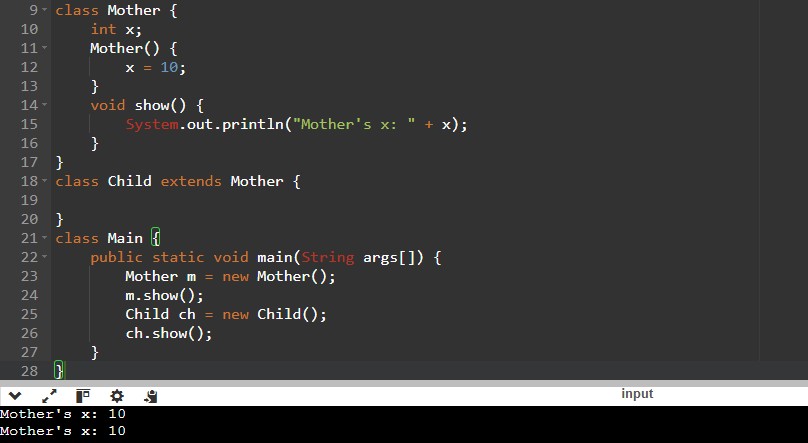 9 class Mother {
10 int x;
11 Mother() {
12 x = 10;
13 }
14 void show() {
15 System.out.println("Mother's x: " + x);
16 }
17 }
18 class Child extends Mother {
19
20 }
21 class Main {
22 public static void main(String args[]) {
23 Mother m = new Mother();
24 m.show();
25 Child ch = new Child();
26 ch.show();
27 }
28 }
input
Mother's x: 10
Mother's x: 10